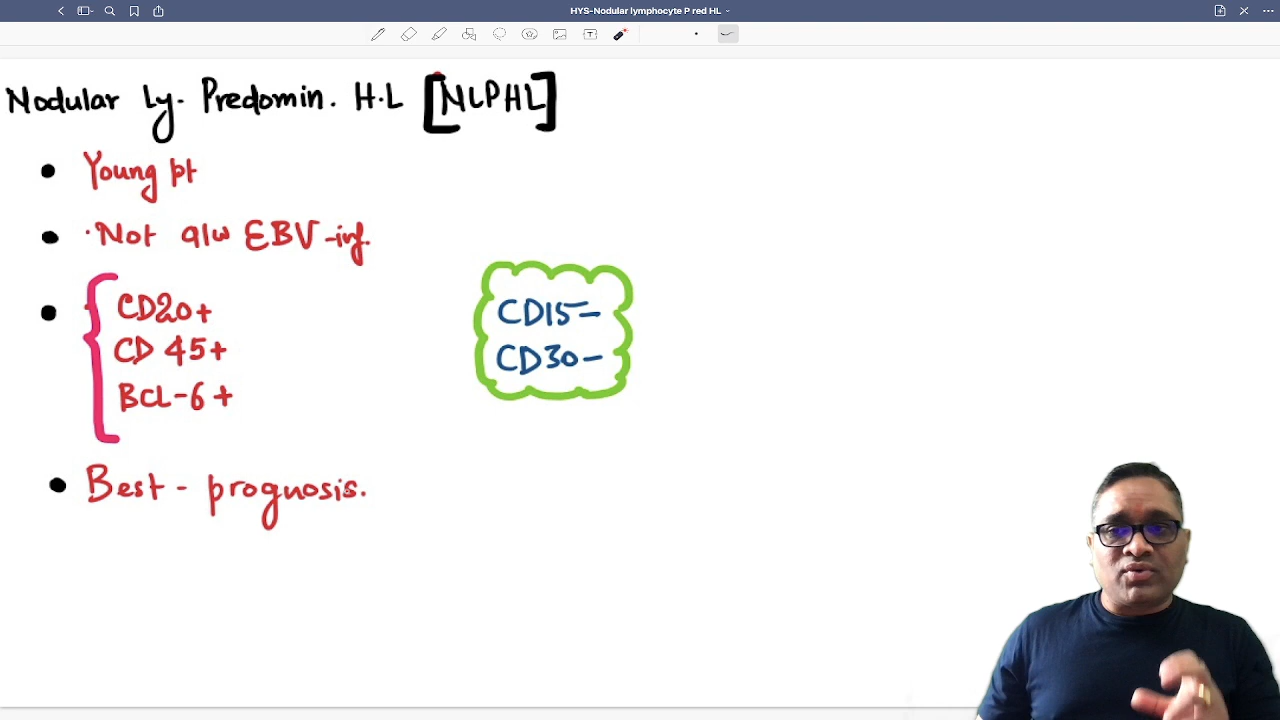 HYS-Nodular lymphocyte P red HL
Nodular Ly. Predomin. H.L [NLPHL]
Young pt
Not a/w EBV-inf.
CD20+
CD 45+
BCL-6 +
CD15-
CD30-
Best - prognosis.